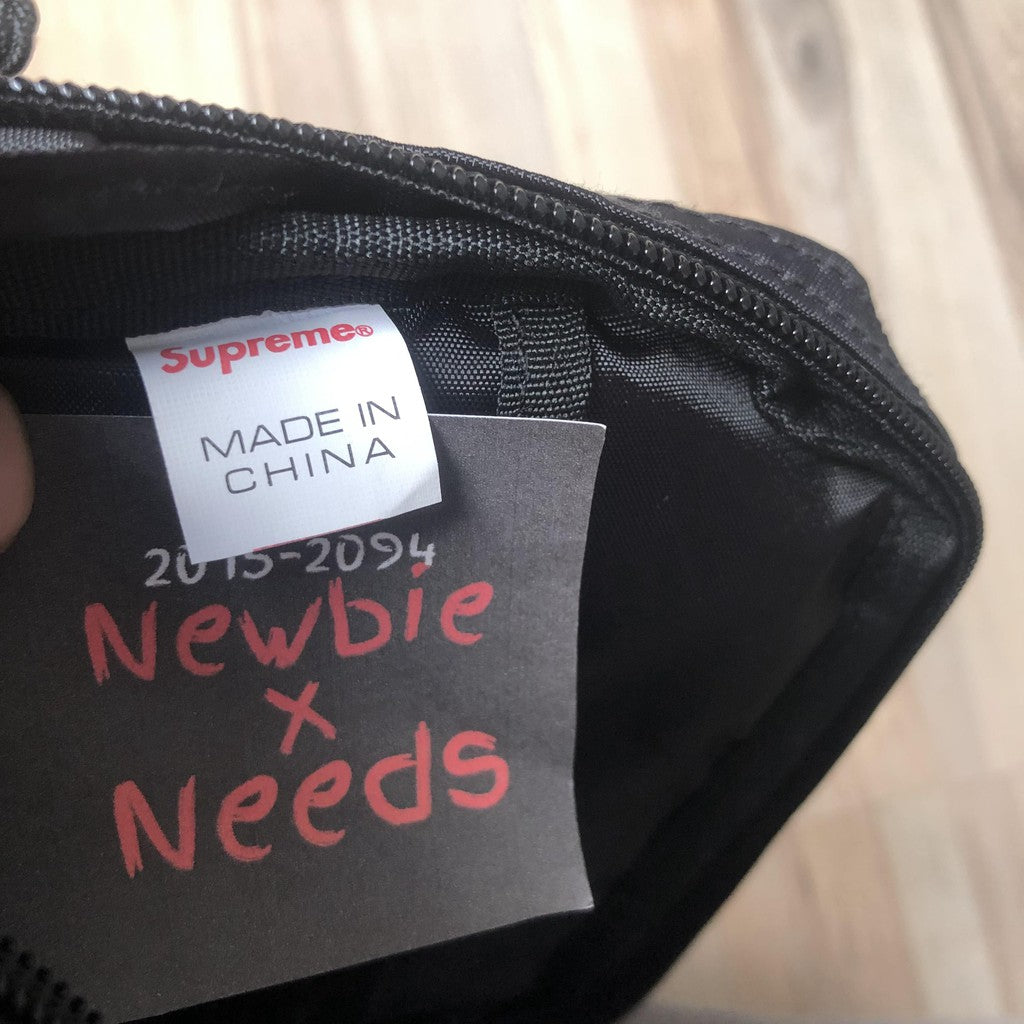 Supreme®
MADE IN
CHINA
2015-2094
Newbie
x
Needs